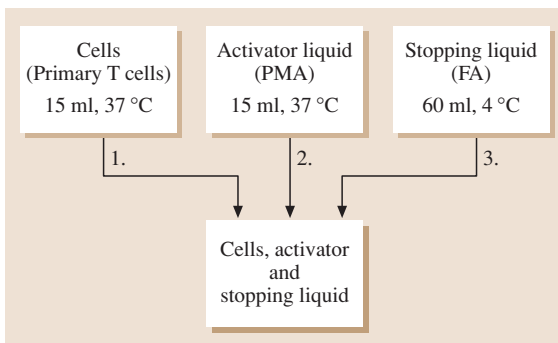 Cells
(Primary T cells)
15 ml, 37 °C
Activator liquid
(PMA)
15 ml, 37 °C
Stopping liquid
(FA)
60 ml, 4 °C
1.
2.
3.
Cells, activator
and
stopping liquid